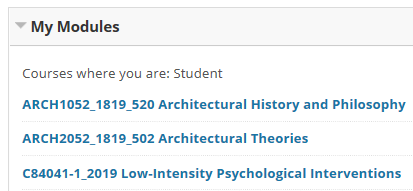 My Modules
Courses where you are: Student
ARCH1052_1819_520 Architectural History and Philosophy
ARCH2052_1819_502 Architectural Theories
C84041-1_2019 Low-Intensity Psychological Interventions